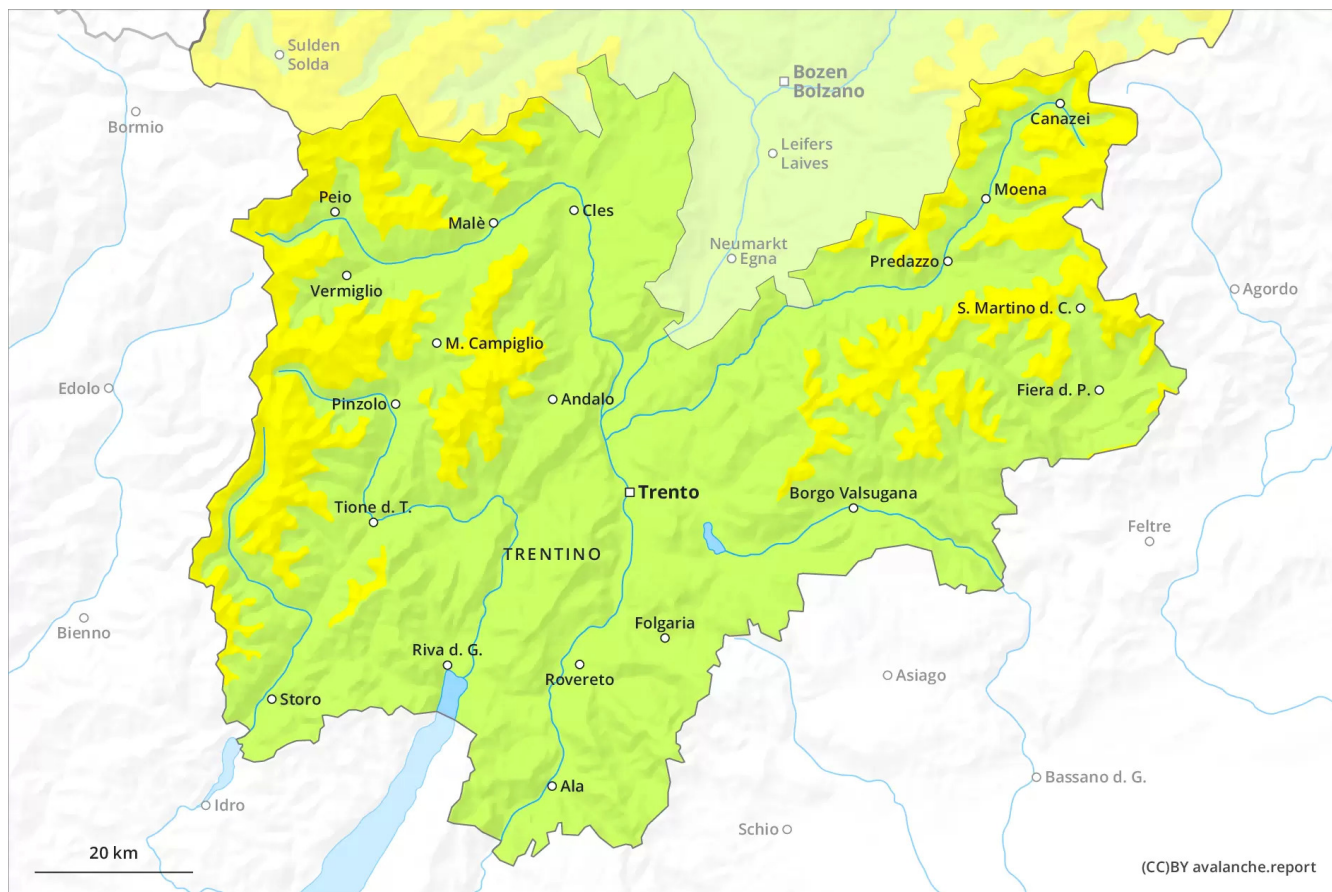 Sulden
Solda
Bozen
Bolzano
Bormio
Canazei
Leifers
Laives
Peio
Moena
Malè
Cles
Neumarkt
Egna
Predazzo
Vermiglio
Agordo
S. Martino d. C.
M. Campiglio
Edolo
Pinzolo
Andalo
Fiera d. P.
Trento
Borgo Valsugana
Tione d. T.
Feltre
TRENTINO
Bienno
Folgaria
Riva d. G.
Rovereto
Asiago
Storo
Bassano d. G.
Ala
Idro
Schio
20 km
(CC)BY avalanche.report